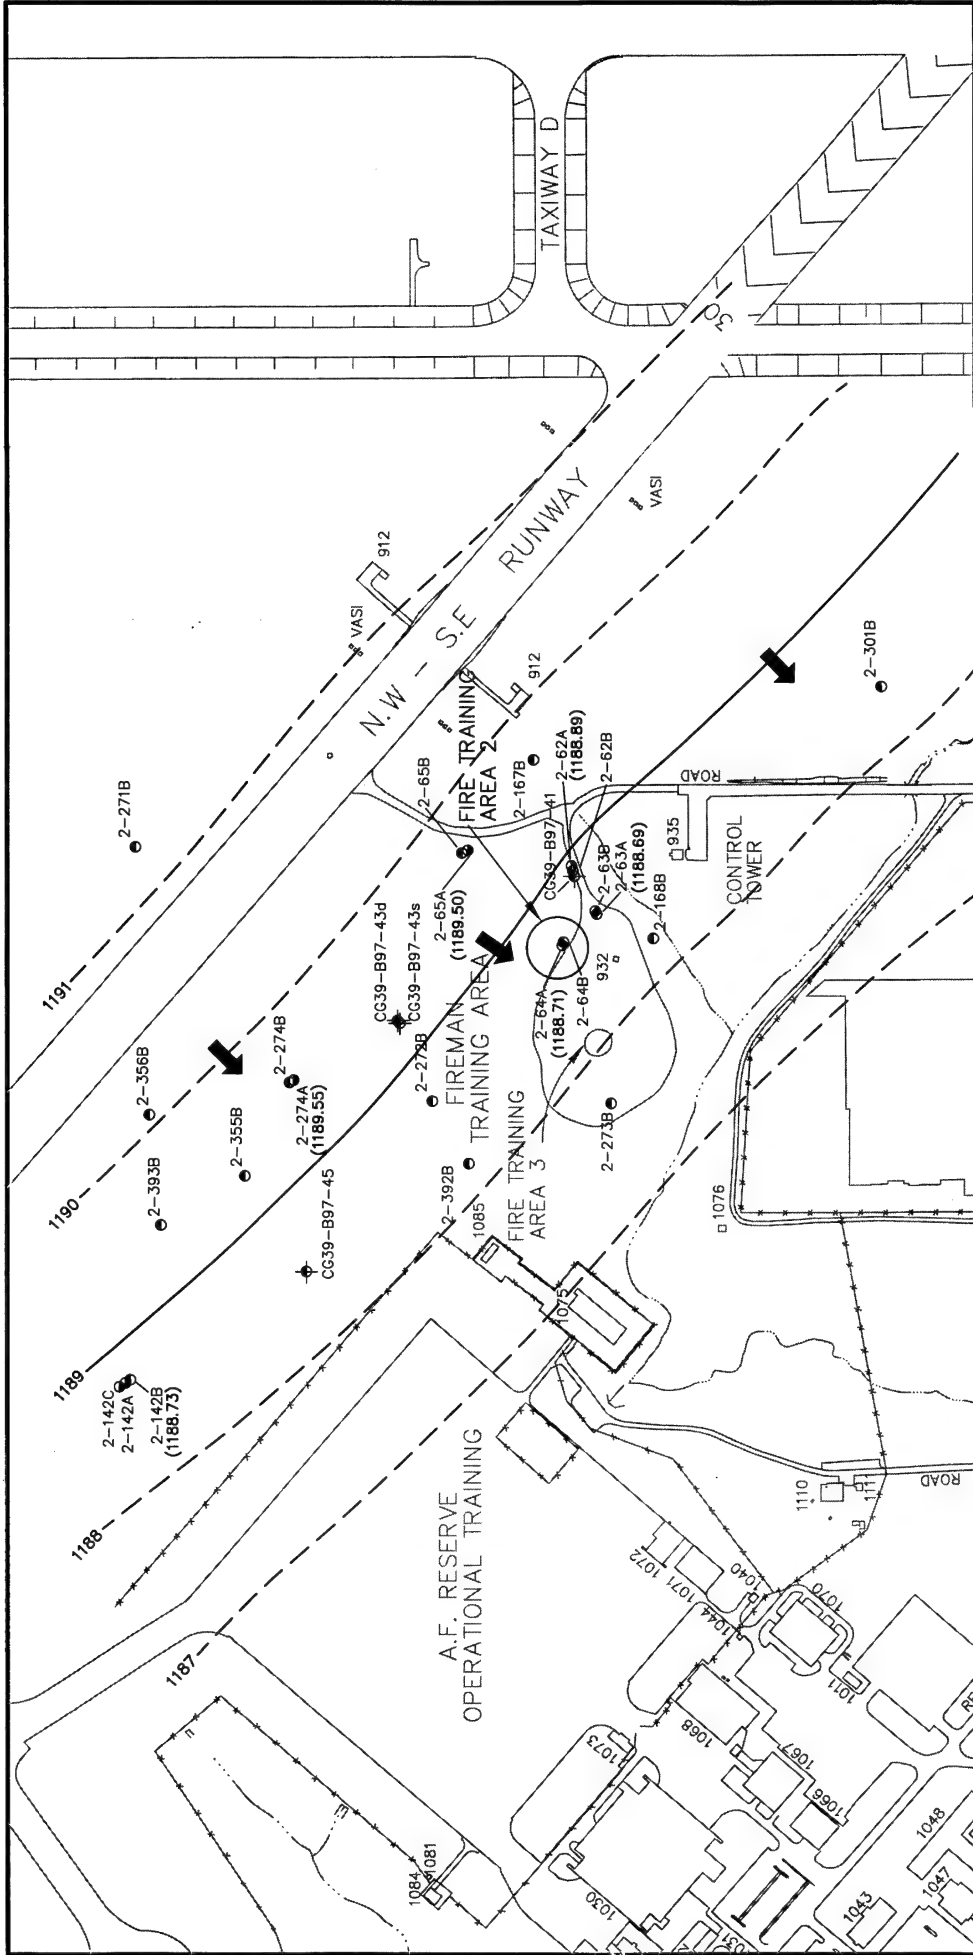 TAXIWAY D
30
N.W - S.E RUNWAY
VASI
912
VASI
912
1191
1190
1189
1188
1187
2-271B
2-356B
2-393B
2-355B
2-274B
2-274A
(1189.55)
CG39-B97-45
CG39-B97-43d
CG39-B97-43s
2-272B
2-65B
2-65A
(1189.50)
FIRE TRAINING
AREA 2
2-167B
2-62A
(1188.89)
2-62B
CG39-B97-41
2-63B
2-63A
(1188.69)
2-168B
2-301B
ROAD
935
CONTROL
TOWER
932
2-64A
(1188.71)
2-64B
FIREMAN
TRAINING AREA
2-273B
FIRE TRAINING
AREA 3
2-392B
1085
1075
1076
2-142C
2-142A
2-142B
(1188.73)
A.F. RESERVE
OPERATIONAL TRAINING
1110
1111
ROAD
1072
1071
1044
1040
1070
1011
1068
1067
1066
1073
1030
1031
1043
1047
1048
1084
1081